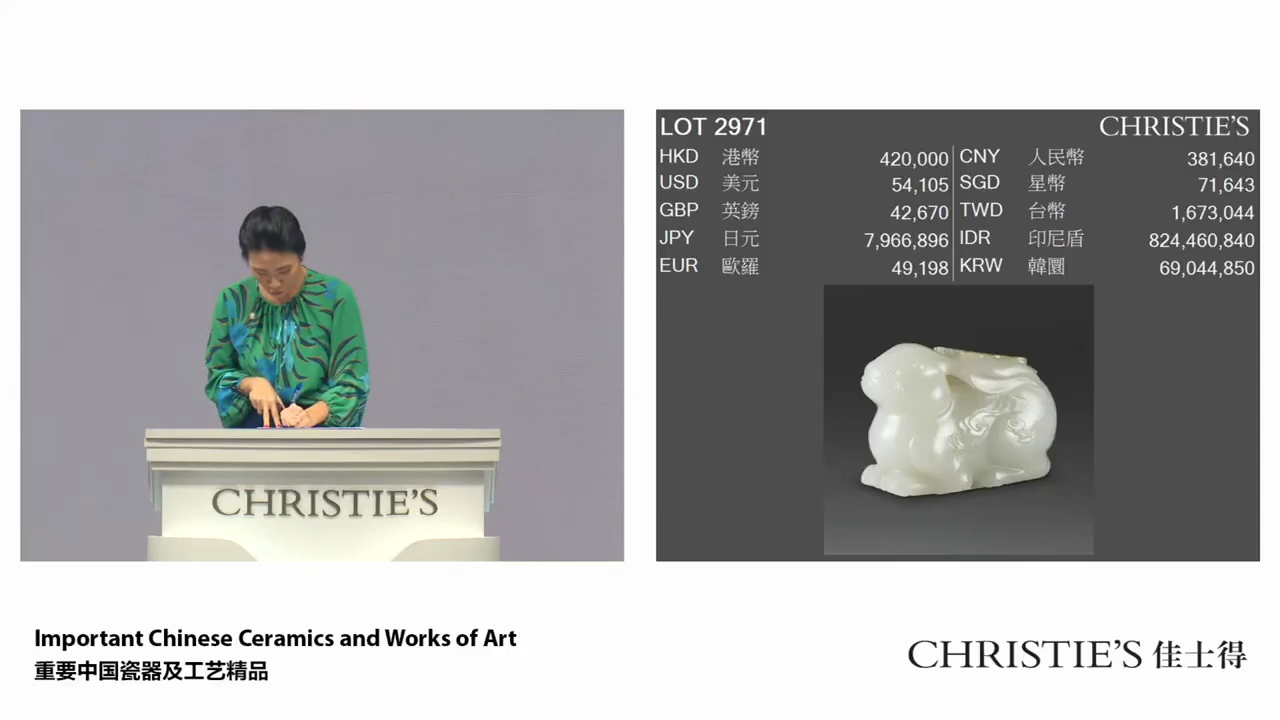 CHRISTIE'S
LOT 2971 CHRISTIE'S
HKD 港幣 420,000 CNY 人民幣 381,640
USD 美元 54,105 SGD 星幣 71,643
GBP 英鎊 42,670 TWD 台幣 1,673,044
JPY 日元 7,966,896 IDR 印尼盾 824,460,840
EUR 歐羅 49,198 KRW 韓圜 69,044,850
Important Chinese Ceramics and Works of Art
重要中国瓷器及工艺精品
CHRISTIE'S 佳士得